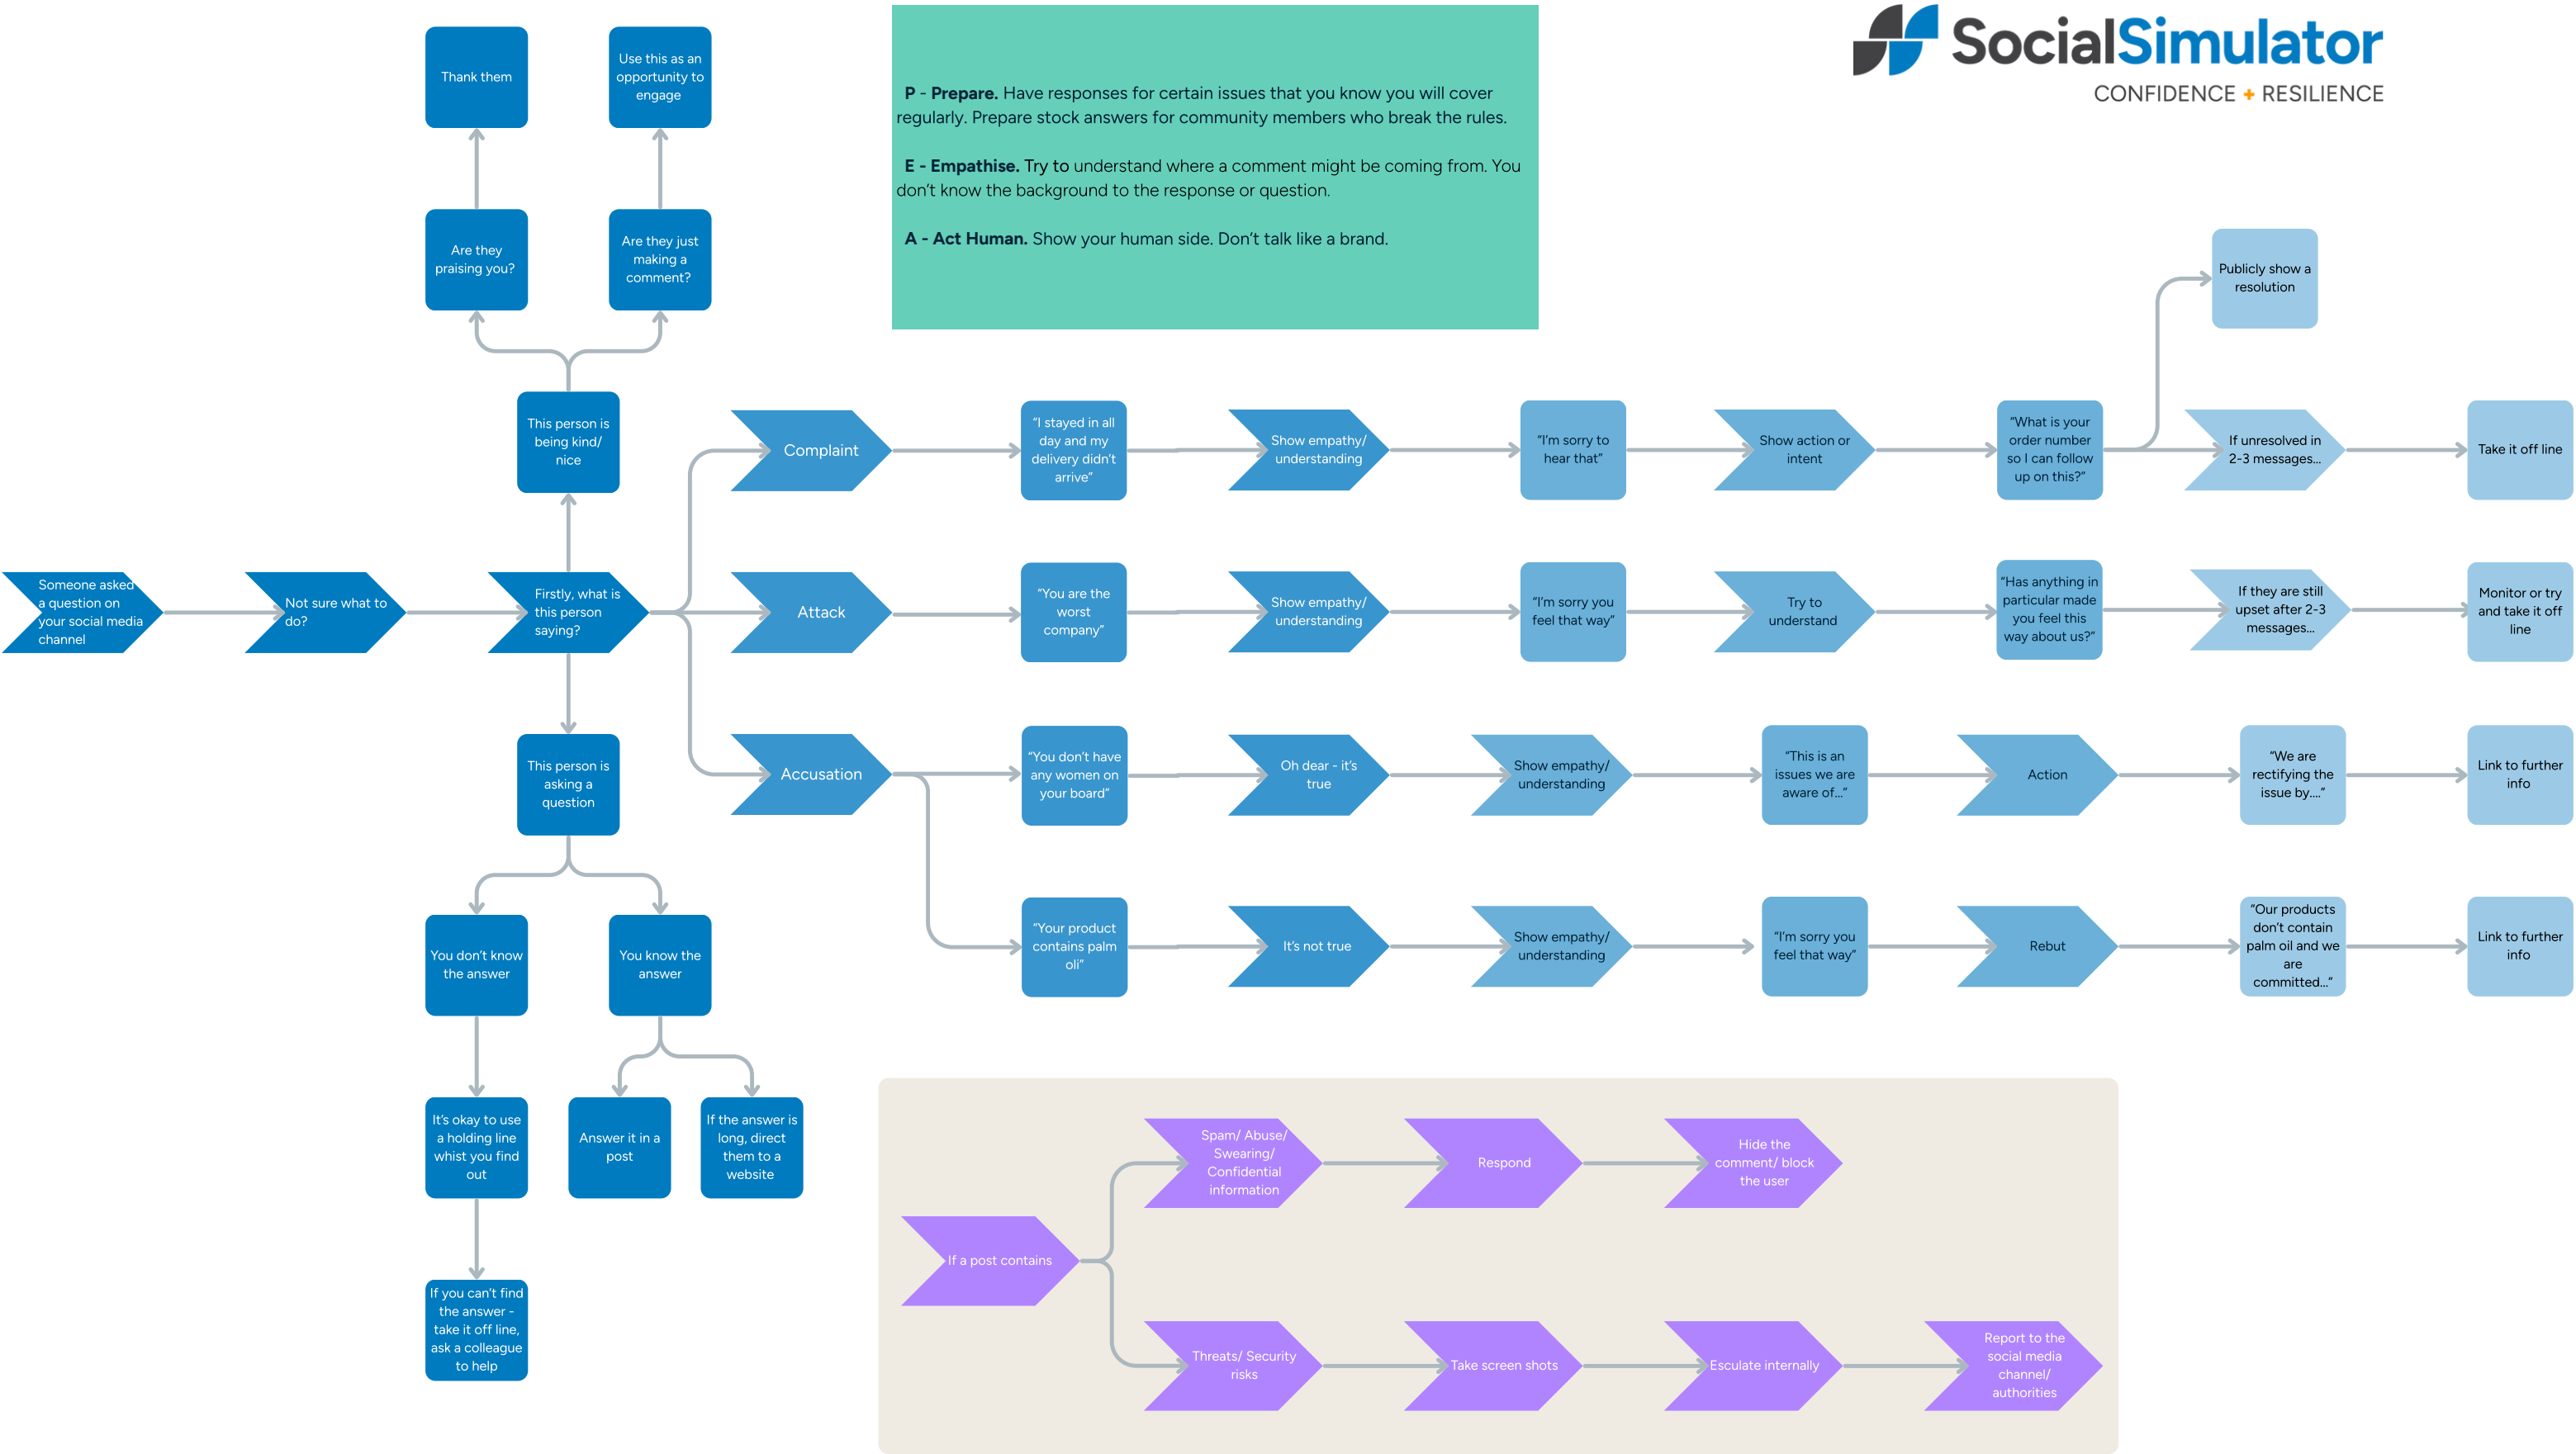 SocialSimulator
CONFIDENCE + RESILIENCE
P - Prepare. Have responses for certain issues that you know you will cover
regularly. Prepare stock answers for community members who break the rules.
E - Empathise. Try to understand where a comment might be coming from. You
don't know the background to the response or question.
A - Act Human. Show your human side. Don't talk like a brand.
Thank them
Use this as an
opportunity to
engage
Are they
praising you?
Are they just
making a
comment?
This person is
being kind/
nice
Someone asked
a question on
your social media
channel
Not sure what to
do?
Firstly, what is
this person
saying?
This person is
asking a
question
You don't know
the answer
You know the
answer
It's okay to use
a holding line
whist you find
out
Answer it in a
post
If the answer is
long, direct
them to a
website
If you can't find
the answer -
take it off line,
ask a colleague
to help
Complaint
“I stayed in all
day and my
delivery didn't
arrive”
Show empathy/
understanding
“I'm sorry to
hear that”
Show action or
intent
“What is your
order number
so I can follow
up on this?”
Publicly show a
resolution
If unresolved in
2-3 messages...
Take it off line
Attack
“You are the
worst
company”
Show empathy/
understanding
“I'm sorry you
feel that way”
Try to
understand
“Has anything in
particular made
you feel this
way about us?”
If they are still
upset after 2-3
messages...
Monitor or try
and take it off
line
Accusation
“You don't have
any women on
your board”
Oh dear - it's
true
Show empathy/
understanding
“This is an
issues we are
aware of...”
Action
“We are
rectifying the
issue by....”
Link to further
info
“Your product
contains palm
oli”
It's not true
Show empathy/
understanding
“I'm sorry you
feel that way”
Rebut
“Our products
don't contain
palm oil and we
are
committed...”
Link to further
info
If a post contains
Spam/ Abuse/
Swearing/
Confidential
information
Respond
Hide the
comment/ block
the user
Threats/ Security
risks
Take screen shots
Esculate internally
Report to the
social media
channel/
authorities